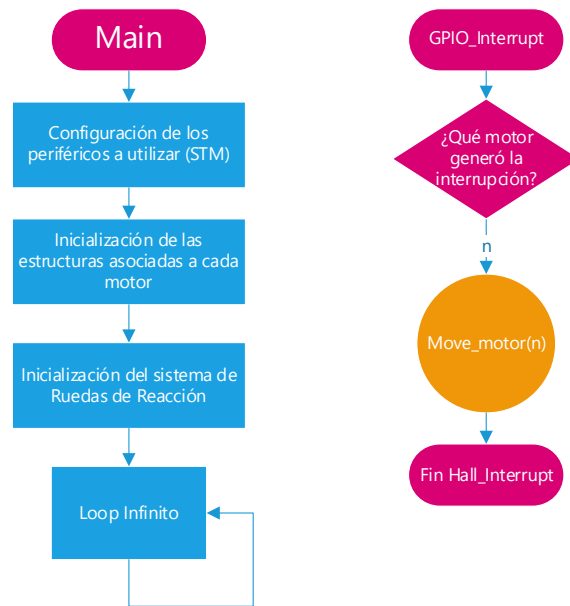 Main
Configuración de los
periféricos a utilizar (STM)
Inicialización de las
estructuras asociadas a cada
motor
Inicialización del sistema de
Ruedas de Reacción
Loop Infinito
GPIO_Interrupt
¿Qué motor
generó la
interrupción?
n
Move_motor(n)
Fin Hall_Interrupt